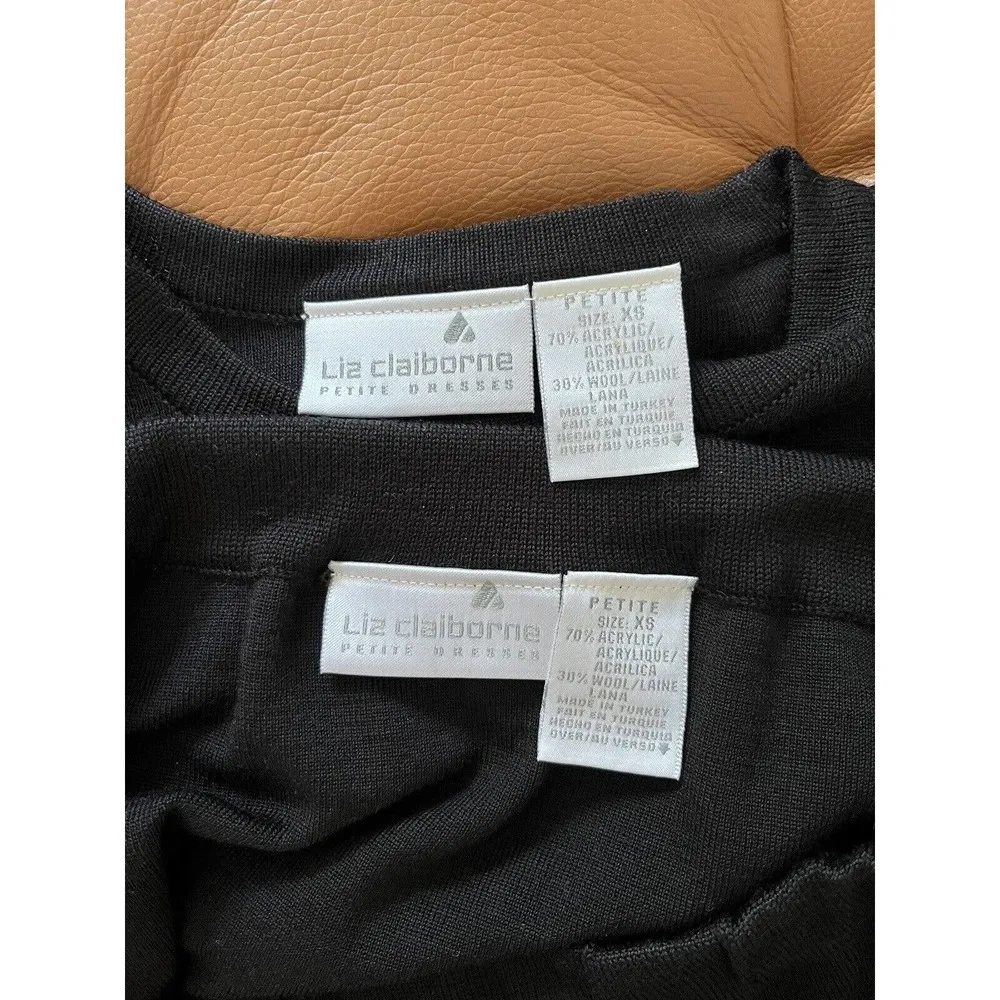 Liz claiborne
PETITE DRESSES
PETITE
SIZE: XS
70% ACRYLIC/
ACRYLIQUE/
ACRILICA
30% WOOL/LAINE
LANA
MADE IN TURKEY
FAIT EN TURQUIE
HECHO EN TURQUIA
OVER/AU VERSO
Liz claiborne
PETITE DRESSES
PETITE
SIZE: XS
70% ACRYLIC/
ACRYLIQUE/
ACRILICA
30% WOOL/LAINE
LANA
MADE IN TURKEY
FAIT EN TURQUIE
HECHO EN TURQUIA
OVER/AU VERSO